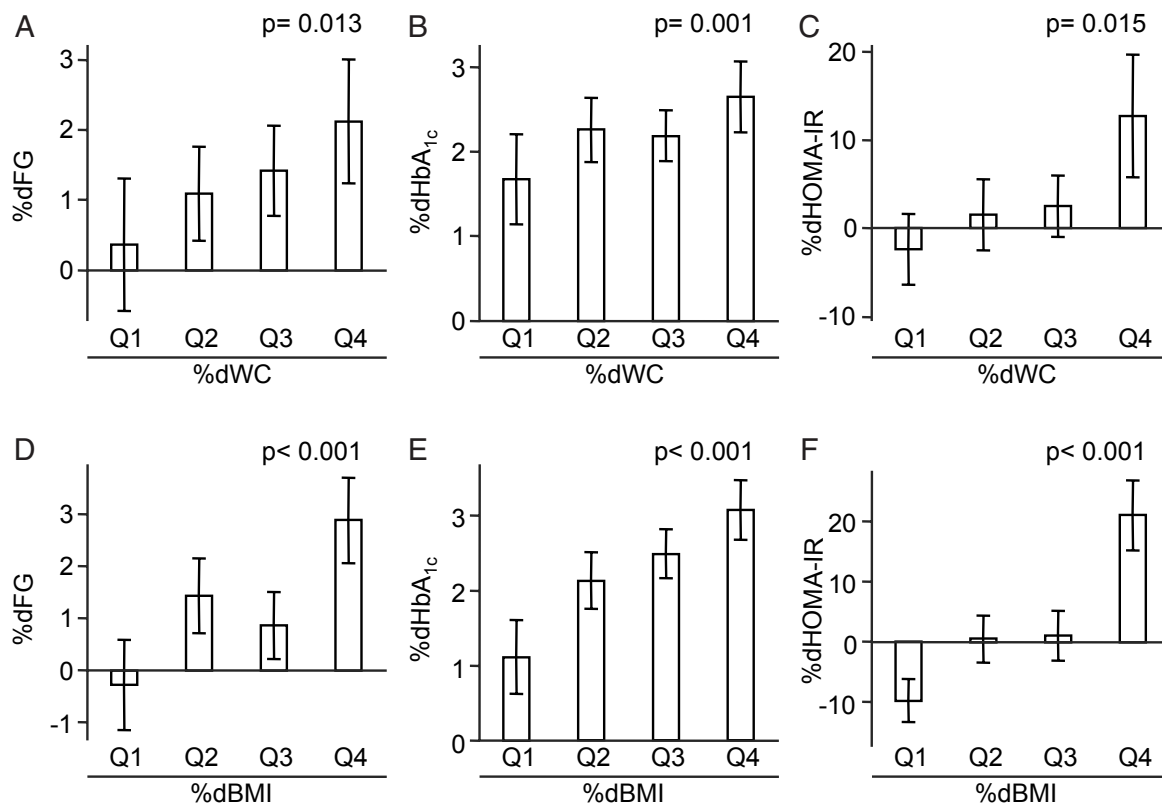 A
p= 0.013
%dFG
3
2
1
0
Q1 Q2 Q3 Q4
%dWC
B
p= 0.001
%dHbA1c
3
2
1
0
Q1 Q2 Q3 Q4
%dWC
C
p= 0.015
%dHOMA-IR
20
10
0
-10
Q1 Q2 Q3 Q4
%dWC
D
p< 0.001
%dFG
3
2
1
0
-1
Q1 Q2 Q3 Q4
%dBMI
E
p< 0.001
%dHbA1c
3
2
1
0
Q1 Q2 Q3 Q4
%dBMI
F
p< 0.001
%dHOMA-IR
20
10
0
-10
Q1 Q2 Q3 Q4
%dBMI